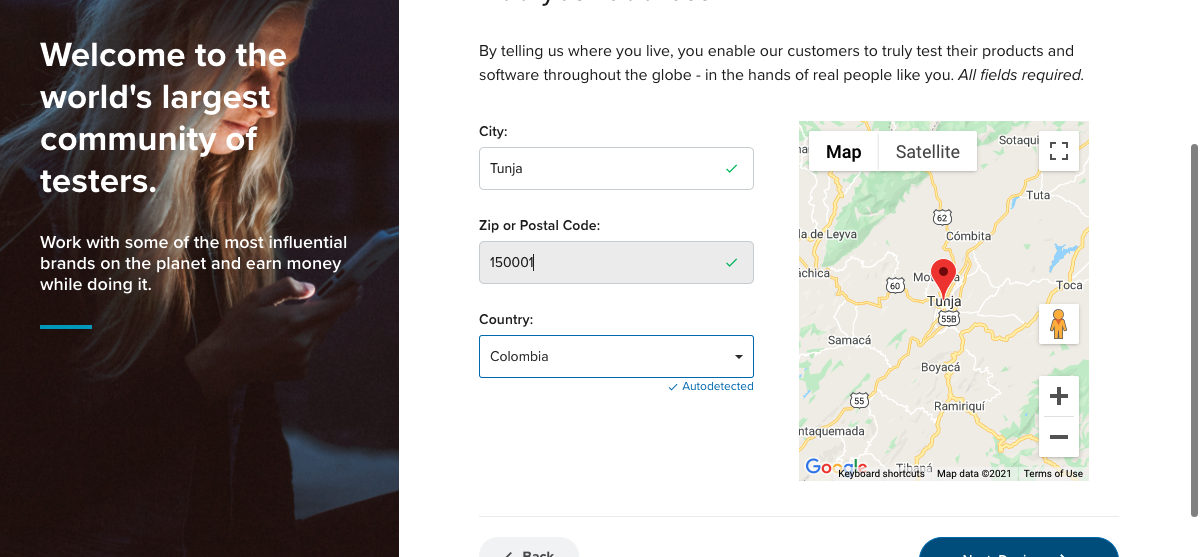 Welcome to the
world's largest
community of
testers.
Work with some of the most influential
brands on the planet and earn money
while doing it.
By telling us where you live, you enable our customers to truly test their products and
software throughout the globe - in the hands of real people like you. All fields required.
City:
Tunja
Zip or Postal Code:
150001
Country:
Colombia
Autodetected
Map
Satellite
Sotaqui
Tuta
62
la de Leyva
Cómbita
áchica
60
Toca
Tunja
55B
Samacá
Boyacá
55
Ramiriquí
ntaquemada
Tibaná
Google
Keyboard shortcuts
Map data ©2021
Terms of Use
Back